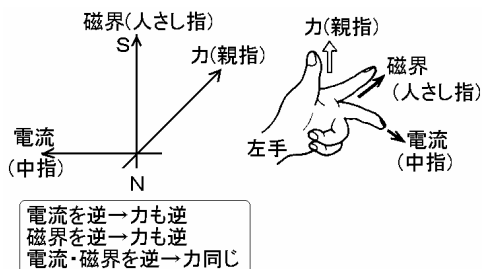 磁界(人さし指)
S
力(親指)
電流
(中指)
N
力(親指)
磁界
(人さし指)
電流
(中指)
左手
電流を逆→力も逆
磁界を逆→力も逆
電流・磁界を逆→力同じ